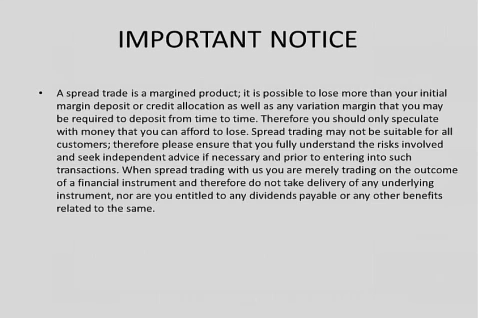 IMPORTANT NOTICE
• A spread trade is a margined product; it is possible to lose more than your initial
margin deposit or credit allocation as well as any variation margin that you may
be required to deposit from time to time. Therefore you should only speculate
with money that you can afford to lose. Spread trading may not be suitable for all
customers; therefore please ensure that you fully understand the risks involved
and seek independent advice if necessary and prior to entering into such
transactions. When spread trading with us you are merely trading on the outcome
of a financial instrument and therefore do not take delivery of any underlying
instrument, nor are you entitled to any dividends payable or any other benefits
related to the same.